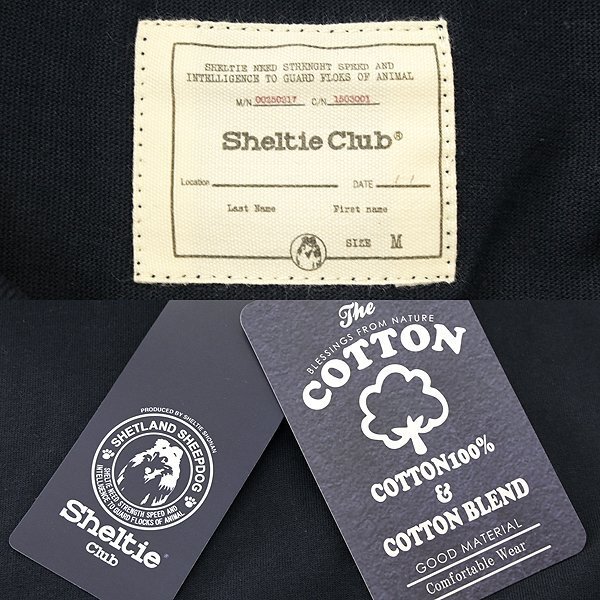 SHELTIE NEED STRENGHT SPEED AND
INTELLIGENCE TO GUARD FLOKS OF ANIMAL
M/N 00250217 C/N 1503001
Sheltie Club®
Location DATE / /
Last Name First name
SIZE M
PRODUCED BY SHELTIE SHONAN
SHETLAND SHEEPDOG
SHELTIE NEED STRENGTH SPEED AND
INTELLIGENCE TO GUARD FLOCKS OF ANIMAL
Sheltie
Club
The
BLESSINGS FROM NATURE
COTTON
COTTON100%
&
COTTON BLEND
GOOD MATERIAL
Comfortable Wear